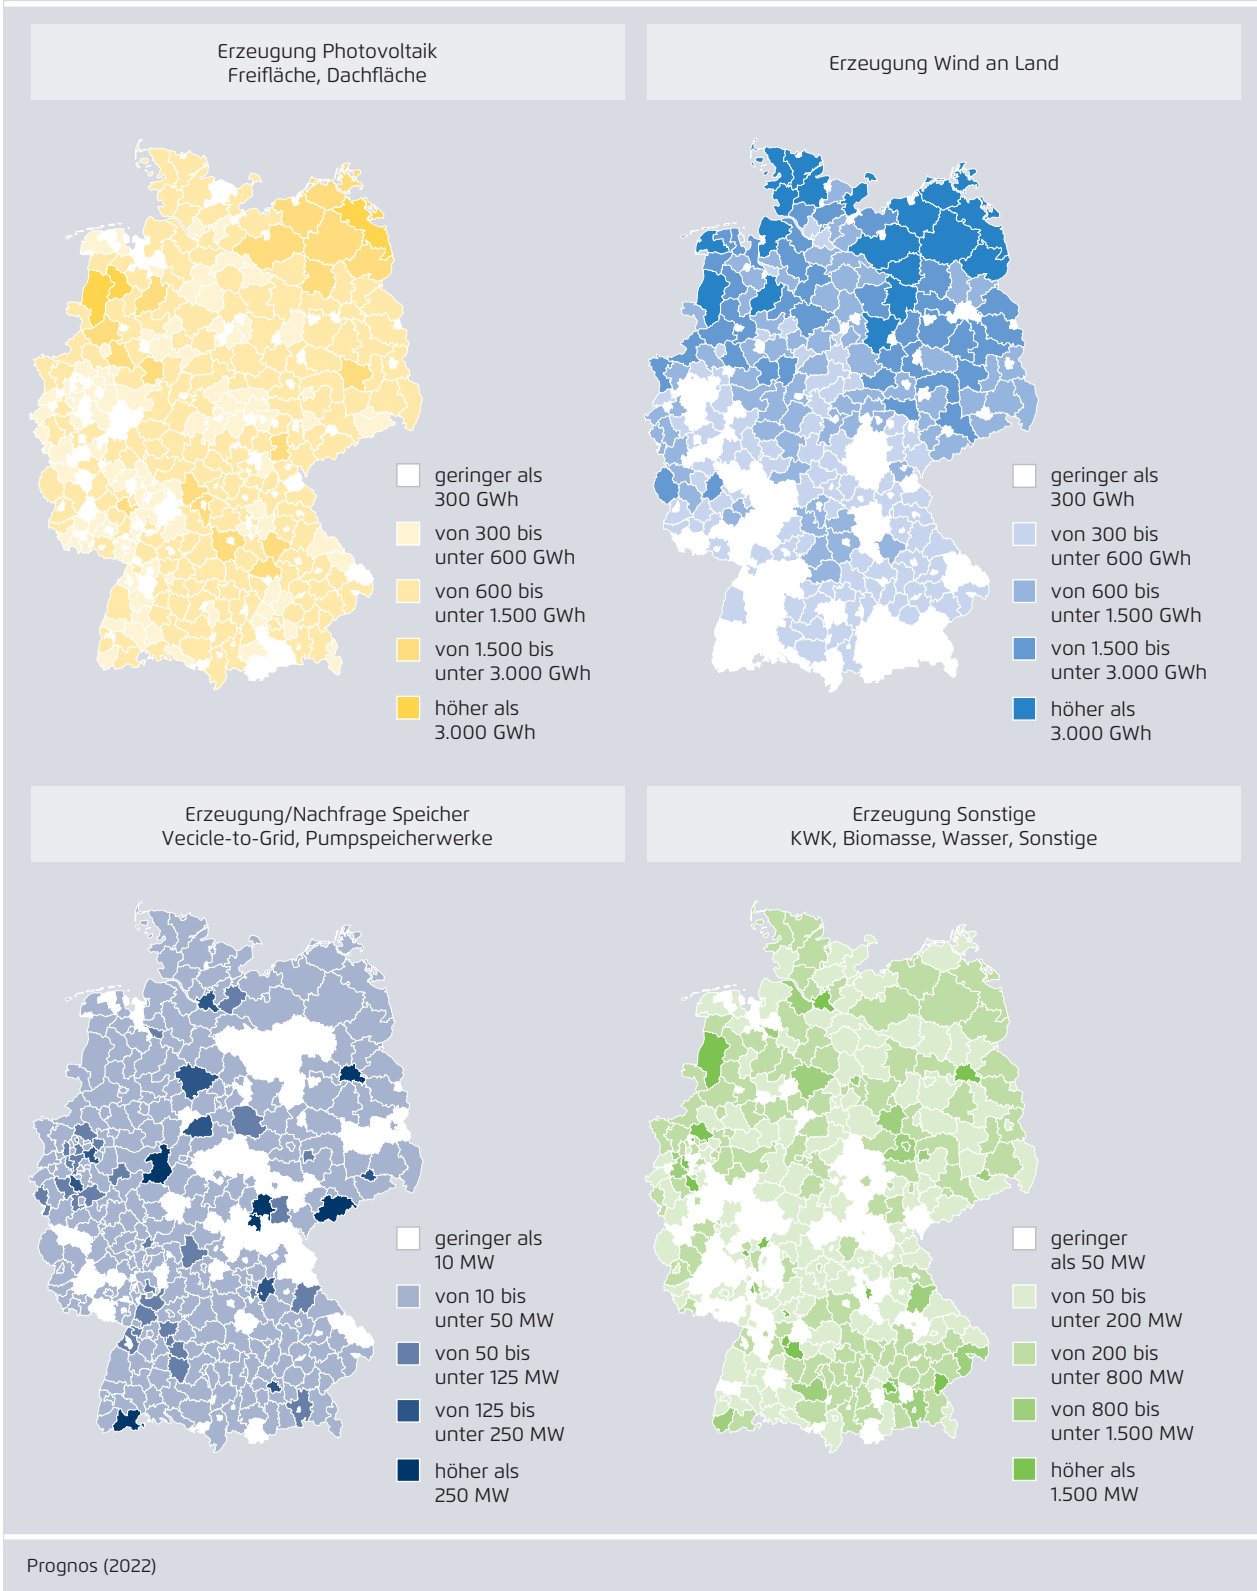 Erzeugung Photovoltaik
Freifläche, Dachfläche
Erzeugung Wind an Land
geringer als
300 GWh
von 300 bis
unter 600 GWh
von 600 bis
unter 1.500 GWh
von 1.500 bis
unter 3.000 GWh
höher als
3.000 GWh
geringer als
300 GWh
von 300 bis
unter 600 GWh
von 600 bis
unter 1.500 GWh
von 1.500 bis
unter 3.000 GWh
höher als
3.000 GWh
Erzeugung/Nachfrage Speicher
Vecicle-to-Grid, Pumpspeicherwerke
Erzeugung Sonstige
KWK, Biomasse, Wasser, Sonstige
geringer als
10 MW
von 10 bis
unter 50 MW
von 50 bis
unter 125 MW
von 125 bis
unter 250 MW
höher als
250 MW
geringer
als 50 MW
von 50 bis
unter 200 MW
von 200 bis
unter 800 MW
von 800 bis
unter 1.500 MW
höher als
1.500 MW
Prognos (2022)